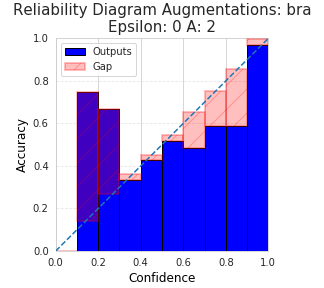 Reliability Diagram Augmentations: bra
Epsilon: 0 A: 2
Outputs
Gap
Accuracy
1.0
0.8
0.6
0.4
0.2
0.0
0.0 0.2 0.4 0.6 0.8 1.0
Confidence